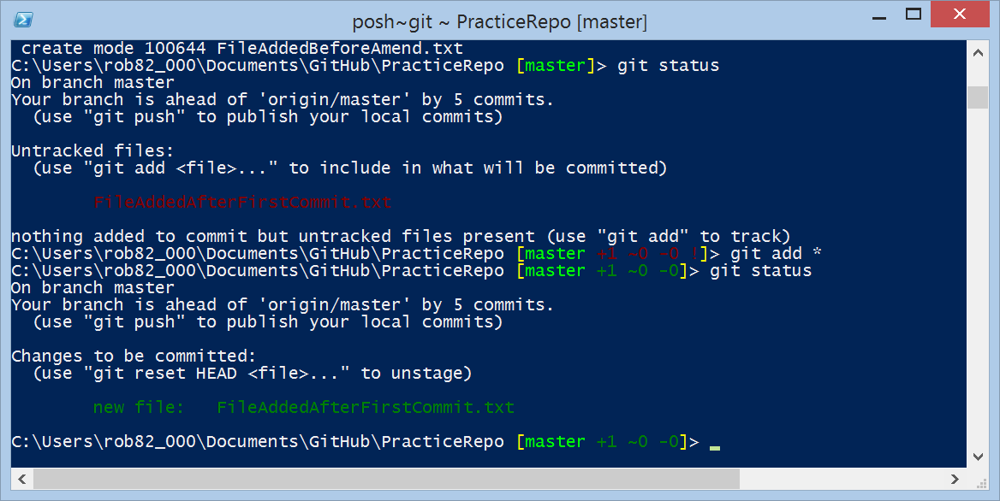 posh~git ~ PracticeRepo [master]
create mode 100644 FileAddedBeforeAmend.txt
C:\Users\rob82_000\Documents\GitHub\PracticeRepo [master]> git status
On branch master
Your branch is ahead of 'origin/master' by 5 commits.
  (use "git push" to publish your local commits)
Untracked files:
  (use "git add <file>..." to include in what will be committed)
        FileAddedAfterFirstCommit.txt
nothing added to commit but untracked files present (use "git add" to track)
C:\Users\rob82_000\Documents\GitHub\PracticeRepo [master +1 ~0 -0 !]> git add *
C:\Users\rob82_000\Documents\GitHub\PracticeRepo [master +1 ~0 -0]> git status
On branch master
Your branch is ahead of 'origin/master' by 5 commits.
  (use "git push" to publish your local commits)
Changes to be committed:
  (use "git reset HEAD <file>..." to unstage)
        new file:   FileAddedAfterFirstCommit.txt
C:\Users\rob82_000\Documents\GitHub\PracticeRepo [master +1 ~0 -0]> _